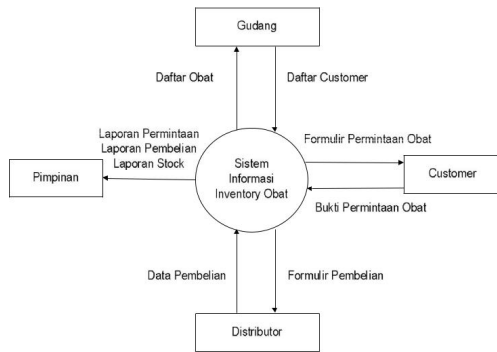 Gudang
Daftar Obat
Daftar Customer
Laporan Permintaan
Laporan Pembelian
Laporan Stock
Formulir Permintaan Obat
Pimpinan
Sistem
Informasi
Inventory Obat
Customer
Bukti Permintaan Obat
Data Pembelian
Formulir Pembelian
Distributor